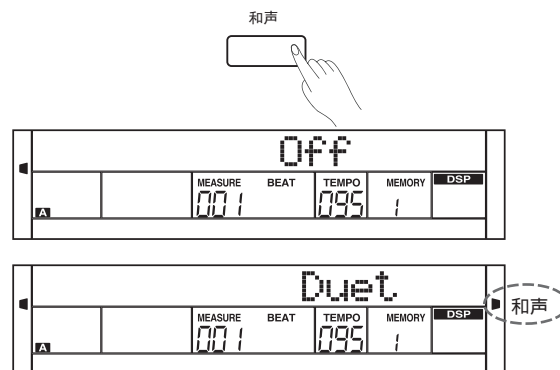 和声
Off
MEASURE BEAT TEMPO MEMORY DSP
A 001 095 1
Duet
和声
MEASURE BEAT TEMPO MEMORY DSP
A 001 095 1